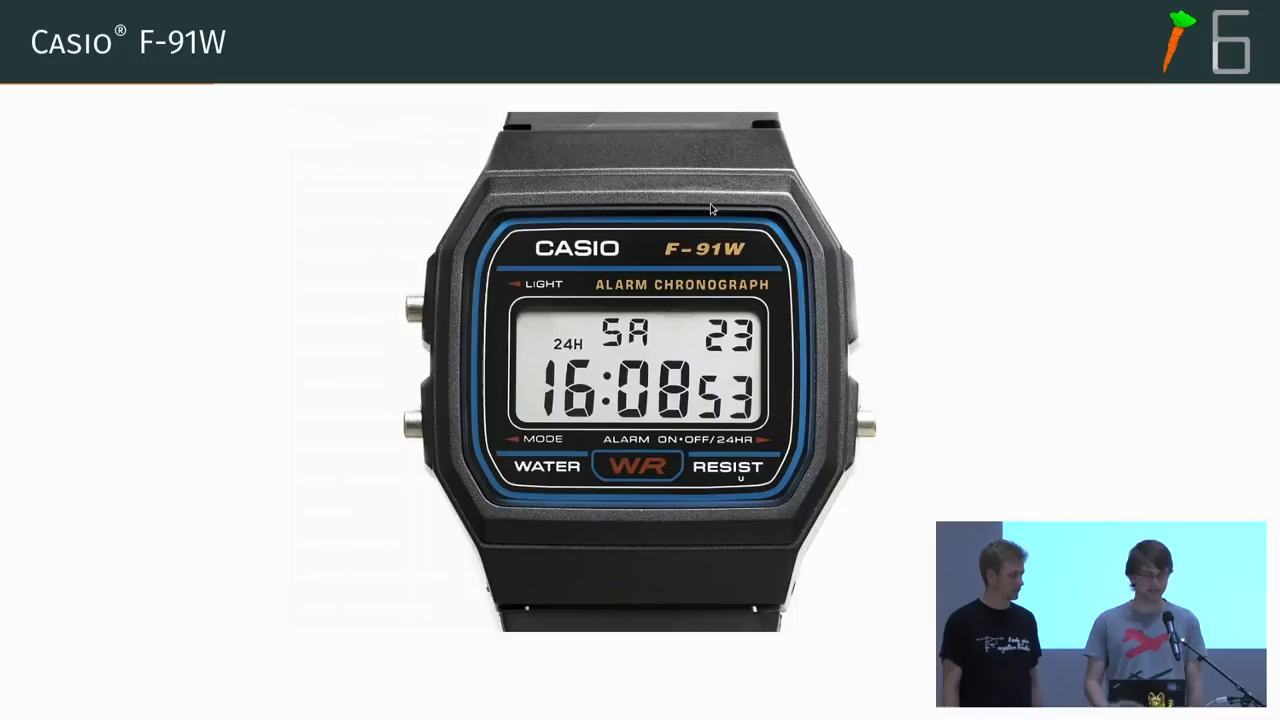 CASIO® F-91W
6
CASIO F-91W
LIGHT ALARM CHRONOGRAPH
SA 23
24H
16:08 53
MODE ALARM ON•OFF/24HR
WATER WR RESIST
U